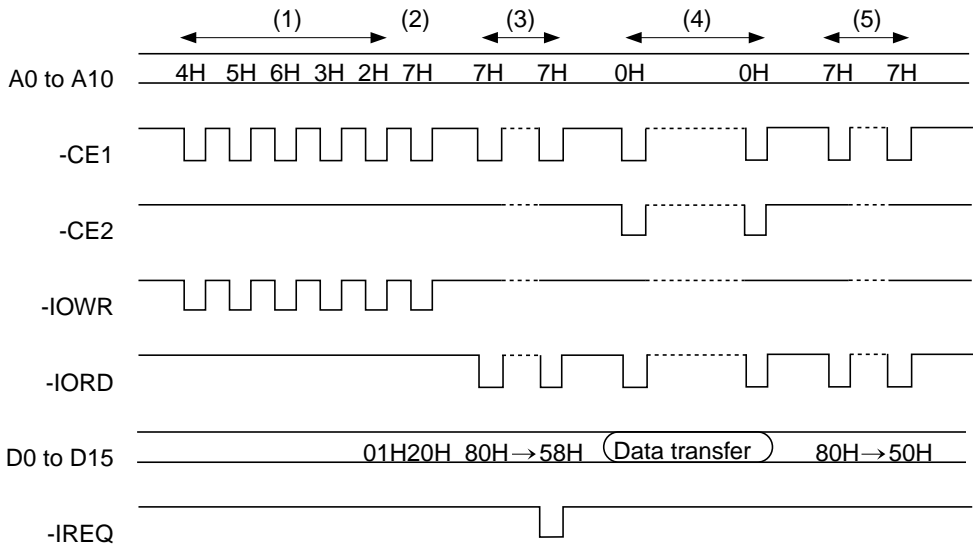 (1) (2) (3) (4) (5)
A0 to A10 4H 5H 6H 3H 2H 7H 7H 7H 0H 0H 7H 7H
-CE1
-CE2
-IOWR
-IORD
D0 to D15 01H20H 80H→58H Data transfer 80H→50H
-IREQ